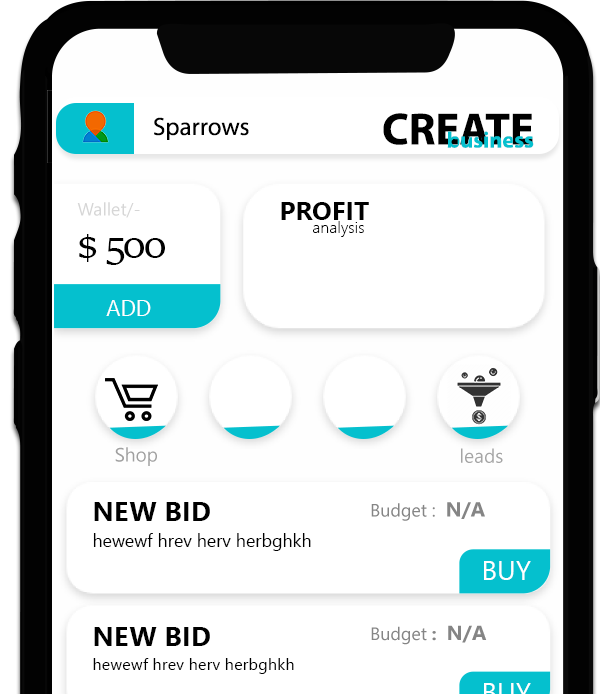 Sparrows
CREATE
business
Wallet/-
$ 500
ADD
PROFIT
analysis
$
Shop
leads
NEW BID
Budget : N/A
hewewf hrev herv herbghkh
BUY
NEW BID
Budget : N/A
hewewf hrev herv herbghkh
BUY